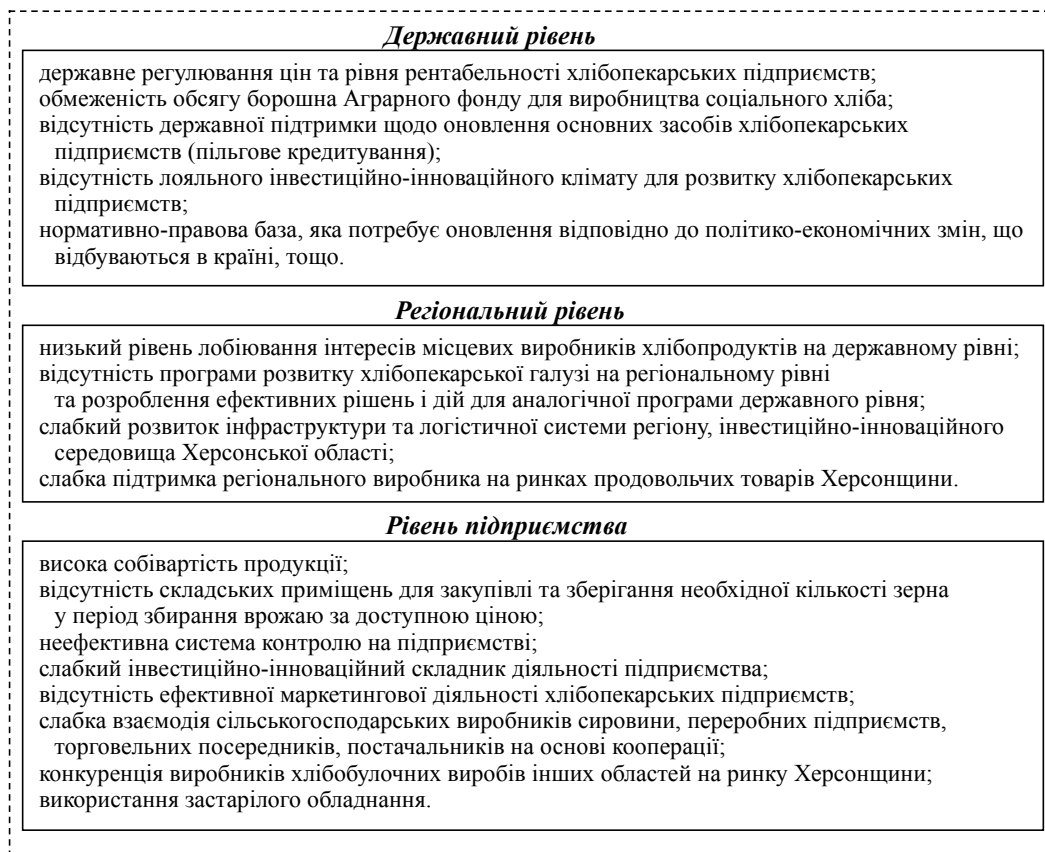 Державний рівень
державне регулювання цін та рівня рентабельності хлібопекарських підприємств;
обмеженість обсягу борошна Аграрного фонду для виробництва соціального хліба;
відсутність державної підтримки щодо оновлення основних засобів хлібопекарських
підприємств (пільгове кредитування);
відсутність лояльного інвестиційно-інноваційного клімату для розвитку хлібопекарських
підприємств;
нормативно-правова база, яка потребує оновлення відповідно до політико-економічних змін, що
відбуваються в країні, тощо.
Регіональний рівень
низький рівень лобіювання інтересів місцевих виробників хлібопродуктів на державному рівні;
відсутність програми розвитку хлібопекарської галузі на регіональному рівні
та розроблення ефективних рішень і дій для аналогічної програми державного рівня;
слабкий розвиток інфраструктури та логістичної системи регіону, інвестиційно-інноваційного
середовища Херсонської області;
слабка підтримка регіонального виробника на ринках продовольчих товарів Херсонщини.
Рівень підприємства
висока собівартість продукції;
відсутність складських приміщень для закупівлі та зберігання необхідної кількості зерна
у період збирання врожаю за доступною ціною;
неефективна система контролю на підприємстві;
слабкий інвестиційно-інноваційний складник діяльності підприємства;
відсутність ефективної маркетингової діяльності хлібопекарських підприємств;
слабка взаємодія сільськогосподарських виробників сировини, переробних підприємств,
торговельних посередників, постачальників на основі кооперації;
конкуренція виробників хлібобулочних виробів інших областей на ринку Херсонщини;
використання застарілого обладнання.